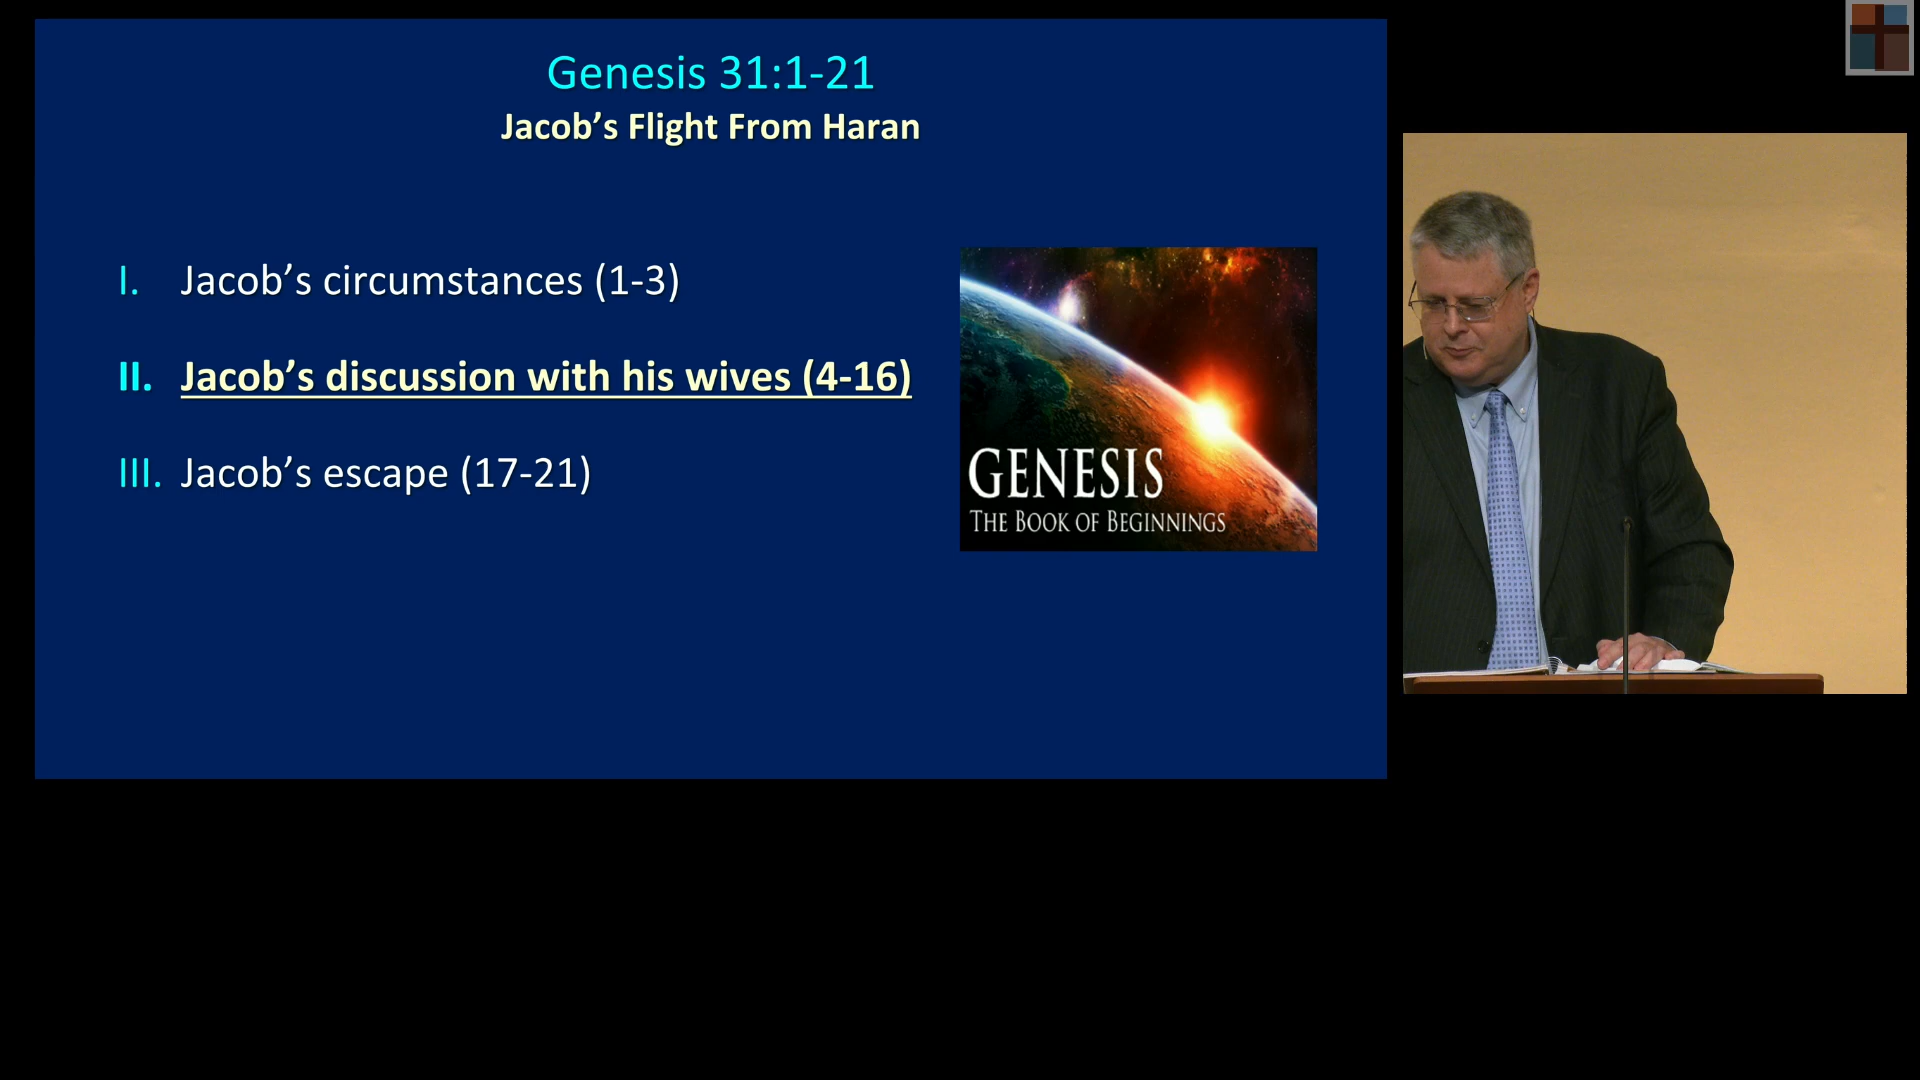 Genesis 31:1-21
Jacob’s Flight From Haran
I. Jacob’s circumstances (1-3)
II. Jacob’s discussion with his wives (4-16)
III. Jacob’s escape (17-21)
GENESIS
THE BOOK OF BEGINNINGS